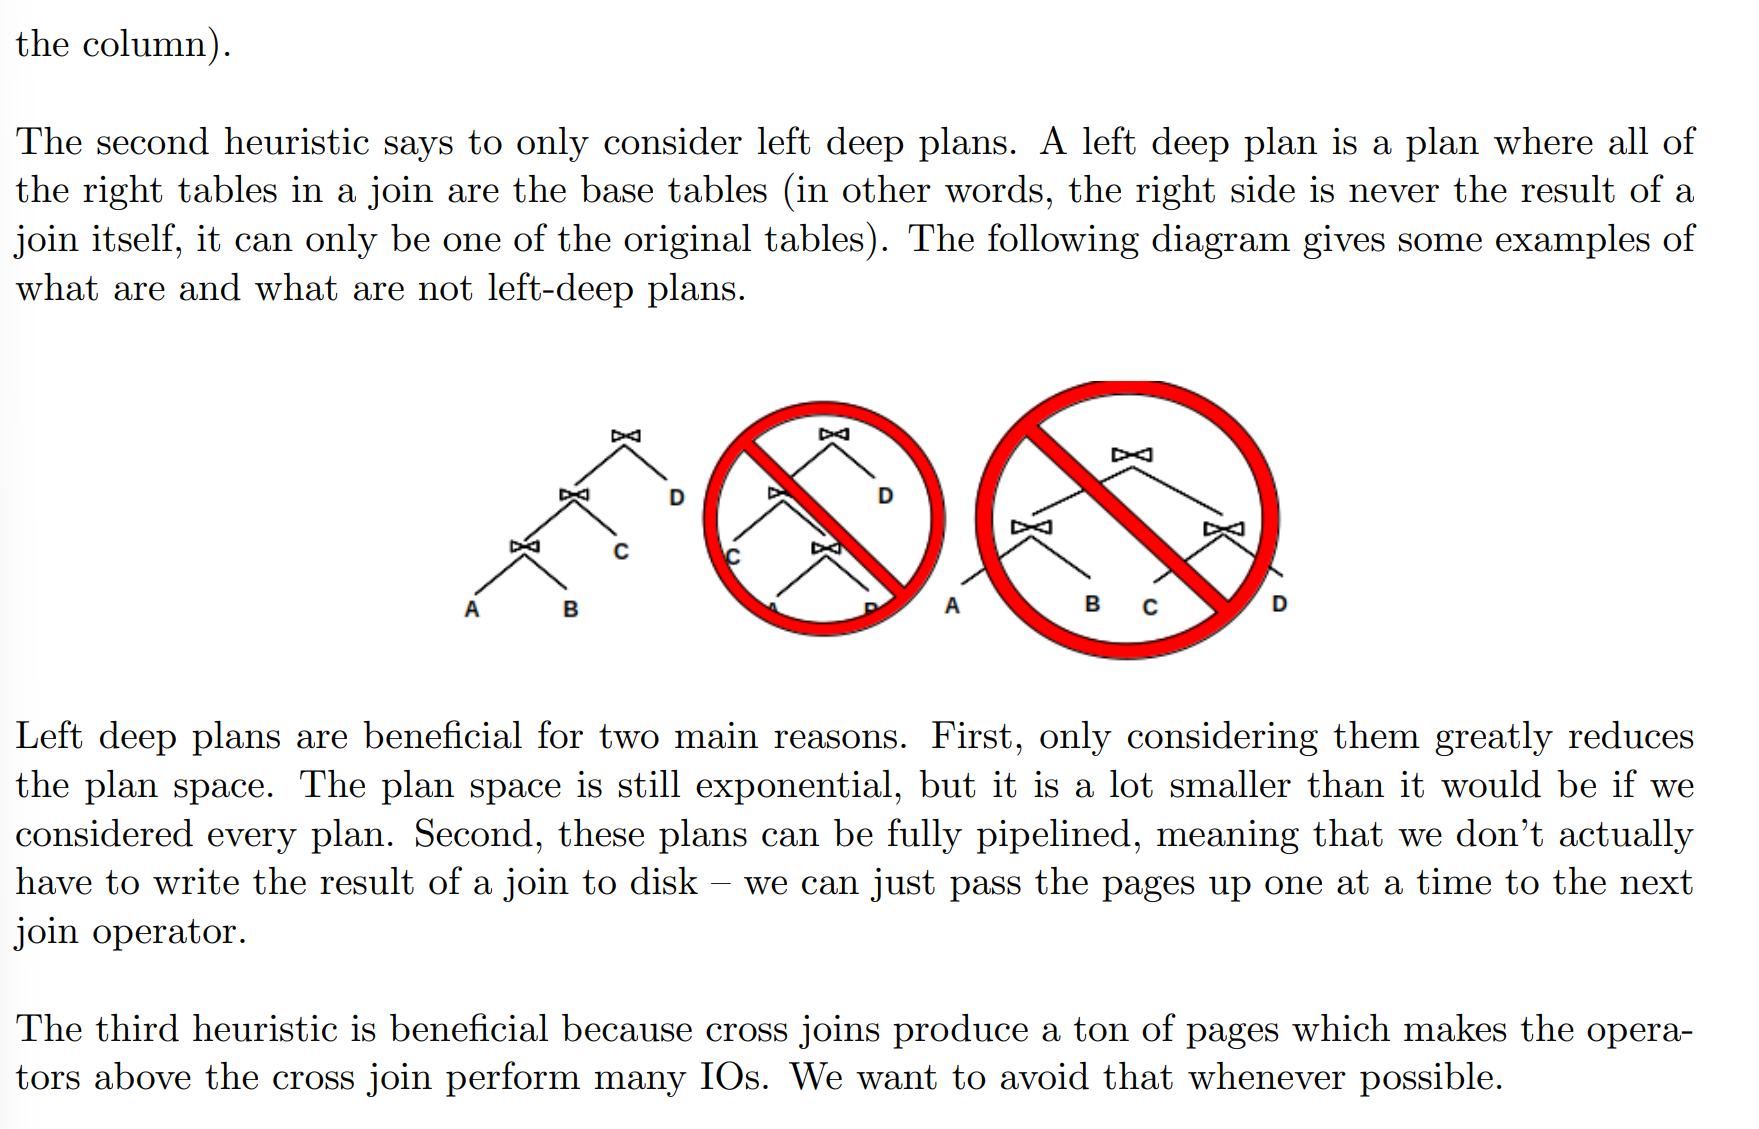 the column).
The second heuristic says to only consider left deep plans. A left deep plan is a plan where all of
the right tables in a join are the base tables (in other words, the right side is never the result of a
join itself, it can only be one of the original tables). The following diagram gives some examples of
what are and what are not left-deep plans.
D
C
A B
D
C
A B
A B C D
Left deep plans are beneficial for two main reasons. First, only considering them greatly reduces
the plan space. The plan space is still exponential, but it is a lot smaller than it would be if we
considered every plan. Second, these plans can be fully pipelined, meaning that we don't actually
have to write the result of a join to disk – we can just pass the pages up one at a time to the next
join operator.
The third heuristic is beneficial because cross joins produce a ton of pages which makes the opera-
tors above the cross join perform many IOs. We want to avoid that whenever possible.